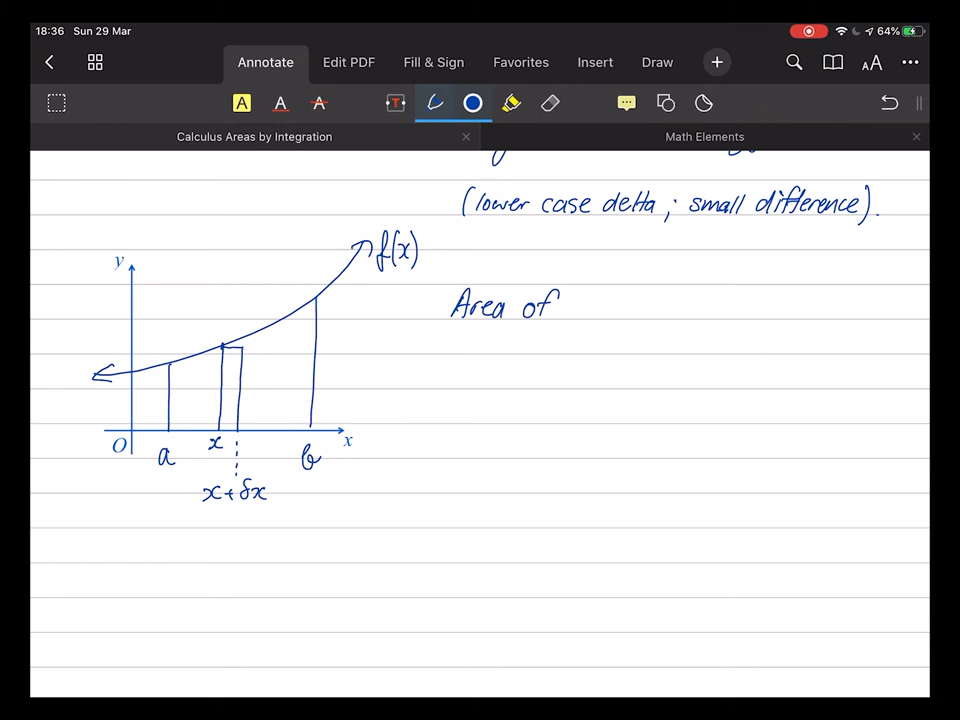 18:36 Sun 29 Mar 64%
Annotate Edit PDF Fill & Sign Favorites Insert Draw
A A T
AA
Calculus Areas by Integration Math Elements
(lower case delta ; small difference).
y f(x)
Area of
O a x b x
x + δx